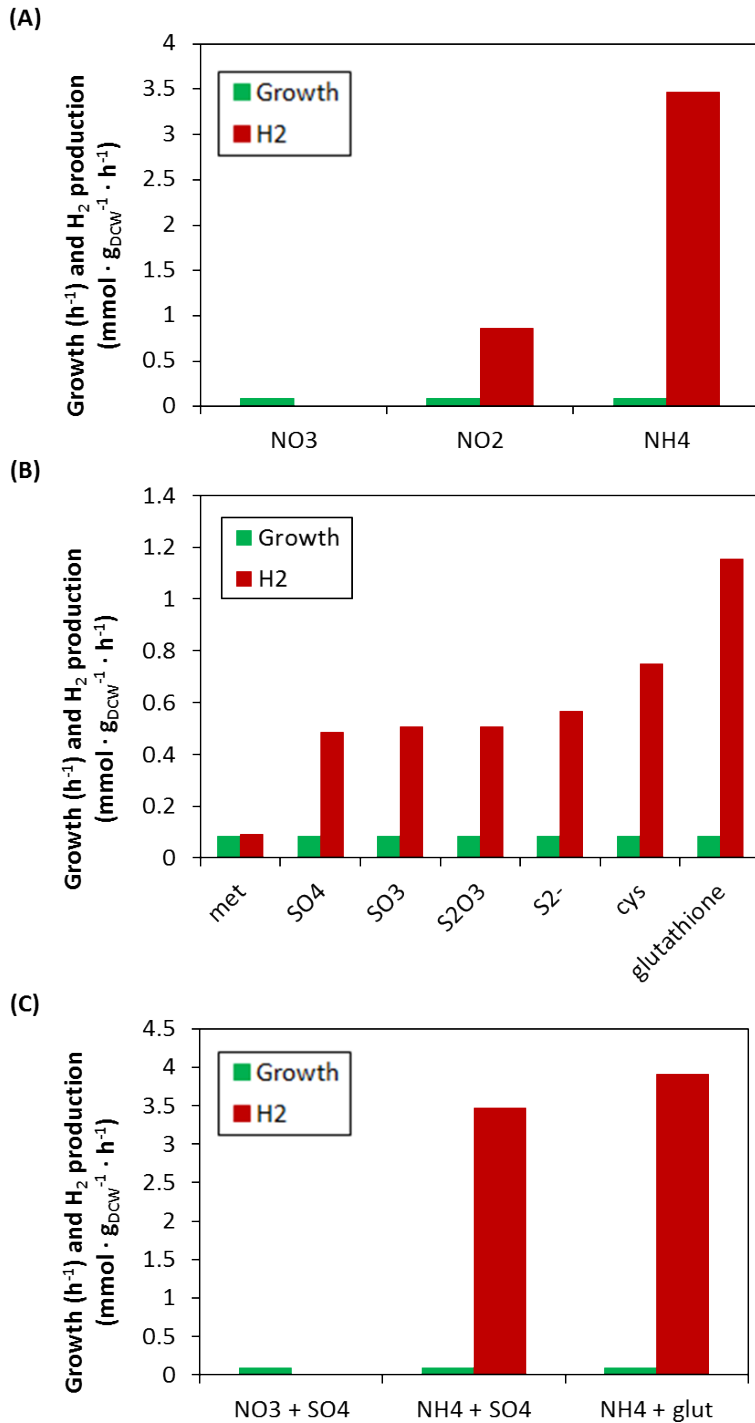 (A)
Growth (h⁻¹) and H₂ production
(mmol · g_DCW⁻¹ · h⁻¹)
4
3.5
3
2.5
2
1.5
1
0.5
0
Growth
H2
NO3 NO2 NH4
(B)
Growth (h⁻¹) and H₂ production
(mmol · g_DCW⁻¹ · h⁻¹)
1.4
1.2
1
0.8
0.6
0.4
0.2
0
Growth
H2
met SO4 SO3 S2O3 S2- cys glutathione
(C)
Growth (h⁻¹) and H₂ production
(mmol · g_DCW⁻¹ · h⁻¹)
4.5
4
3.5
3
2.5
2
1.5
1
0.5
0
Growth
H2
NO3 + SO4 NH4 + SO4 NH4 + glut